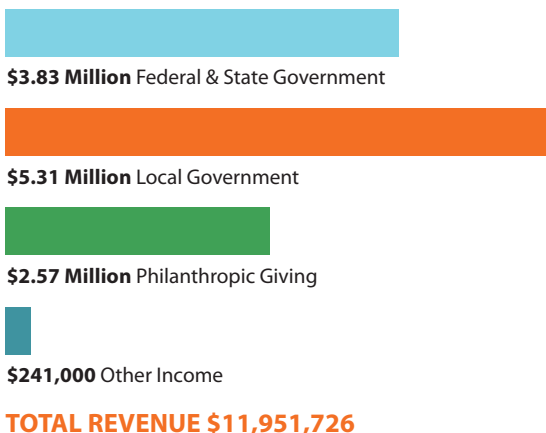 $3.83 Million Federal & State Government
$5.31 Million Local Government
$2.57 Million Philanthropic Giving
$241,000 Other Income
TOTAL REVENUE $11,951,726